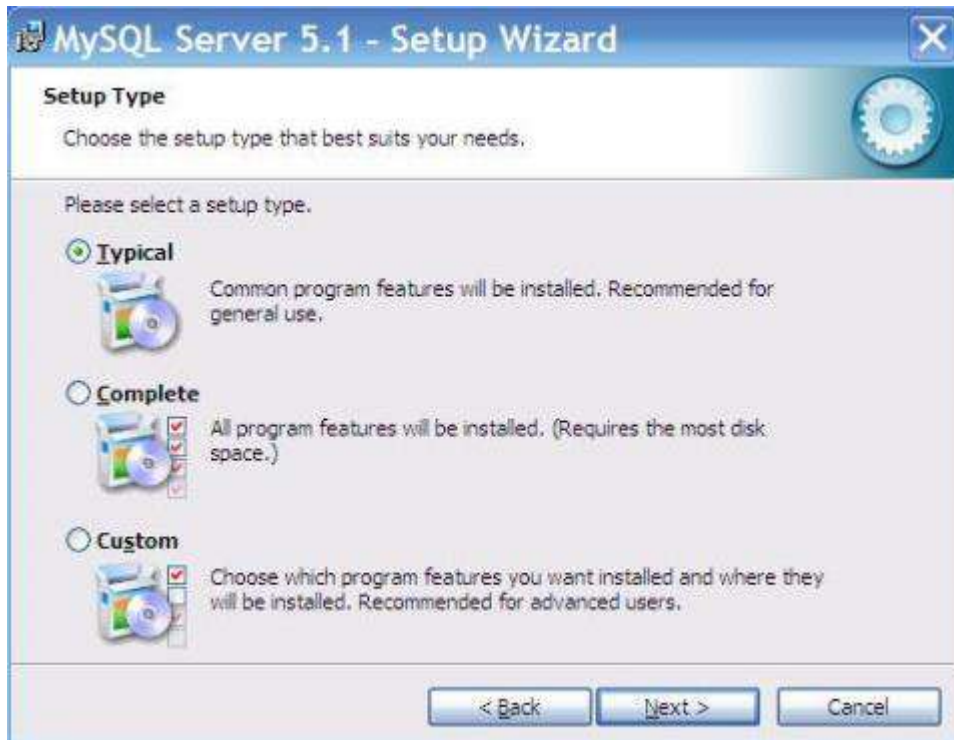 MySQL Server 5.1 - Setup Wizard
Setup Type
Choose the setup type that best suits your needs.
Please select a setup type.
Typical
Common program features will be installed. Recommended for
general use.
Complete
All program features will be installed. (Requires the most disk
space.)
Custom
Choose which program features you want installed and where they
will be installed. Recommended for advanced users.
< Back
Next >
Cancel